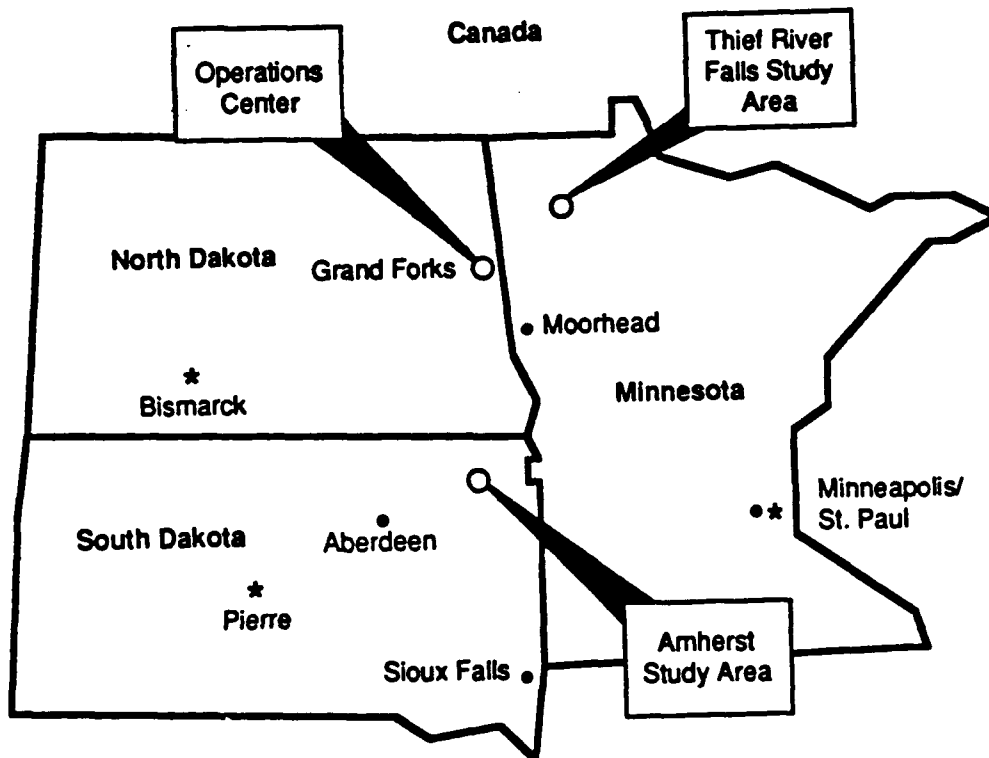 Canada
Operations
Center
Thief River
Falls Study
Area
North Dakota
Grand Forks
Moorhead
*
Bismarck
Minnesota
Minneapolis/
St. Paul
*
South Dakota
Aberdeen
*
Pierre
Sioux Falls
Amherst
Study Area